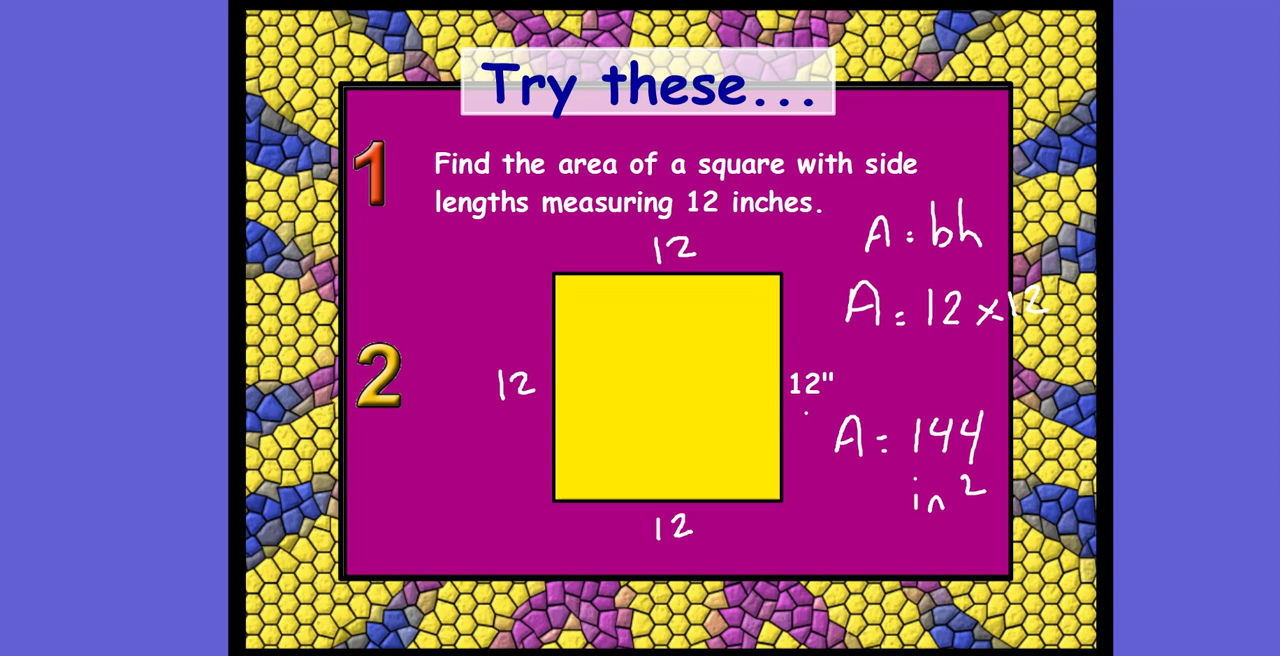 Try these...
1
Find the area of a square with side
lengths measuring 12 inches.
A = bh
12
A = 12 x 12
2
12
12"
A = 144
in²
12